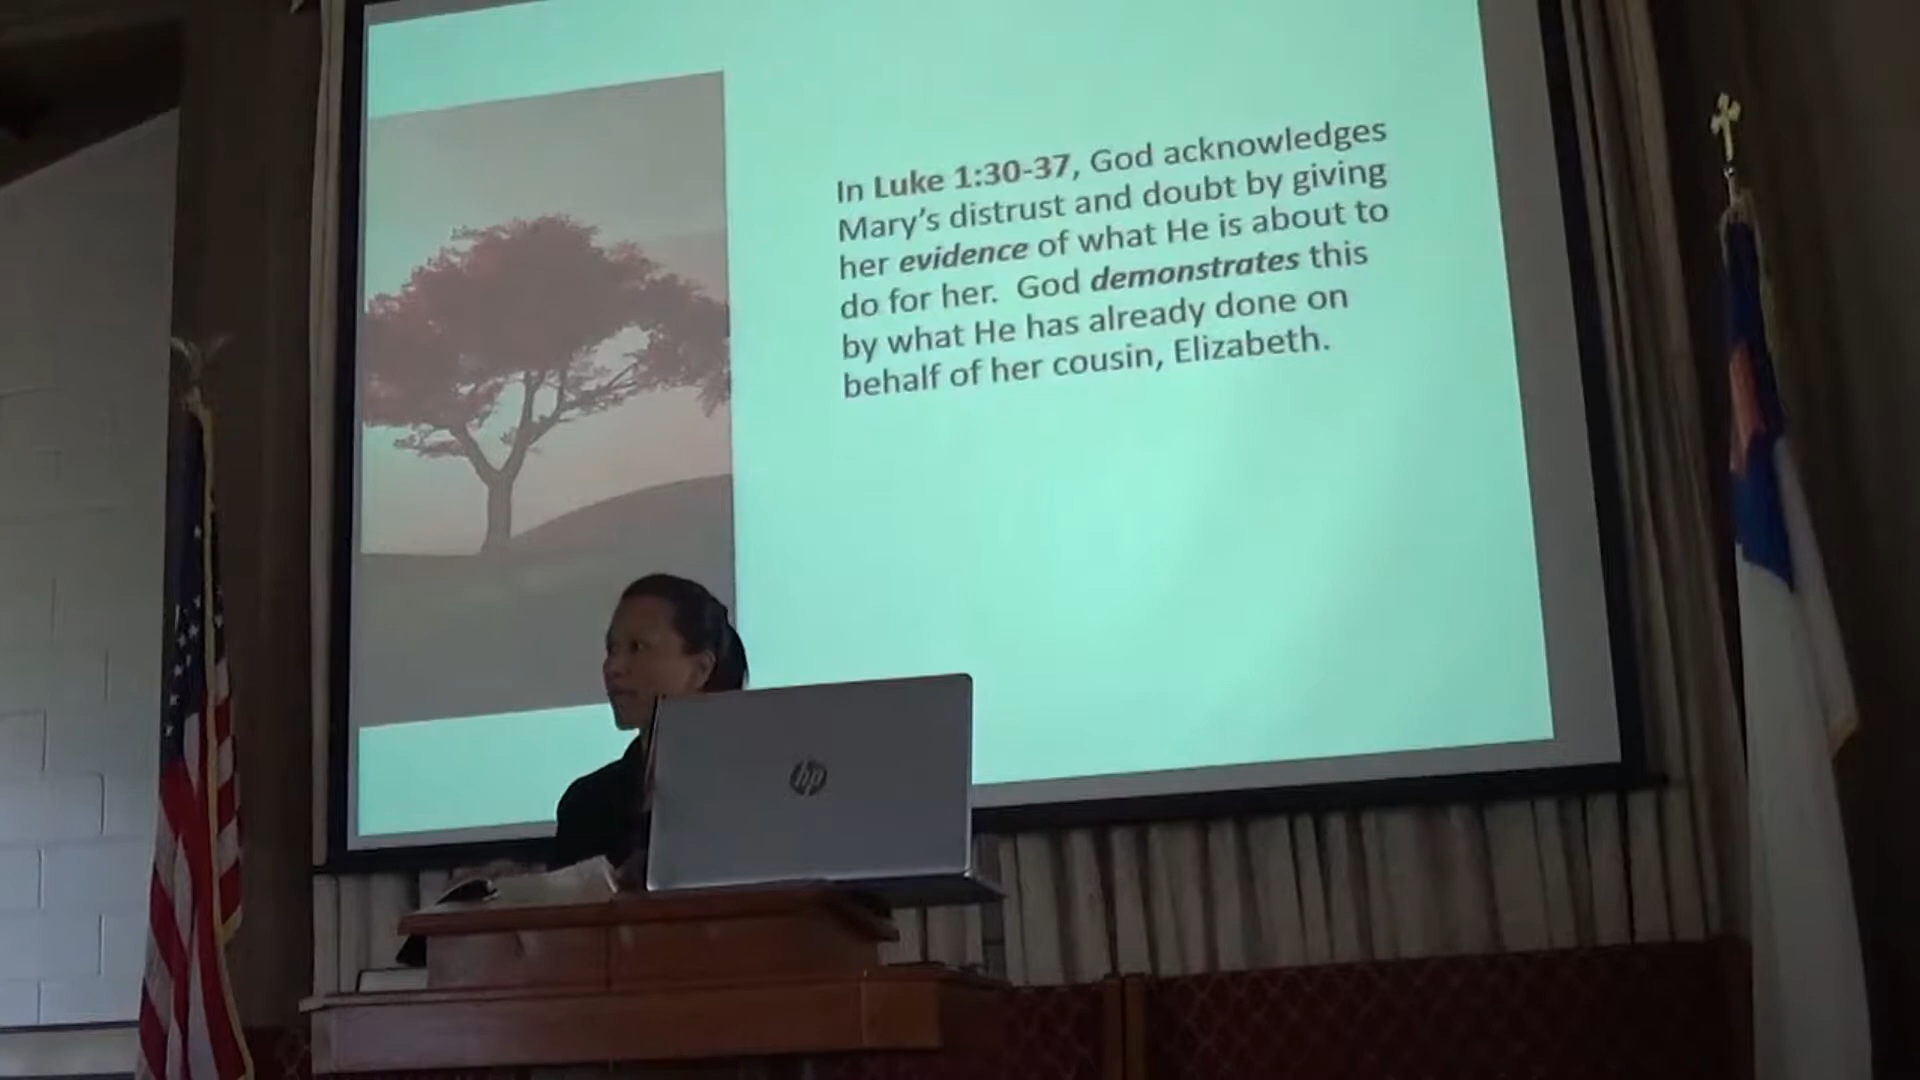 In Luke 1:30-37, God acknowledges
Mary's distrust and doubt by giving
her evidence of what He is about to
do for her. God demonstrates this
by what He has already done on
behalf of her cousin, Elizabeth.
hp